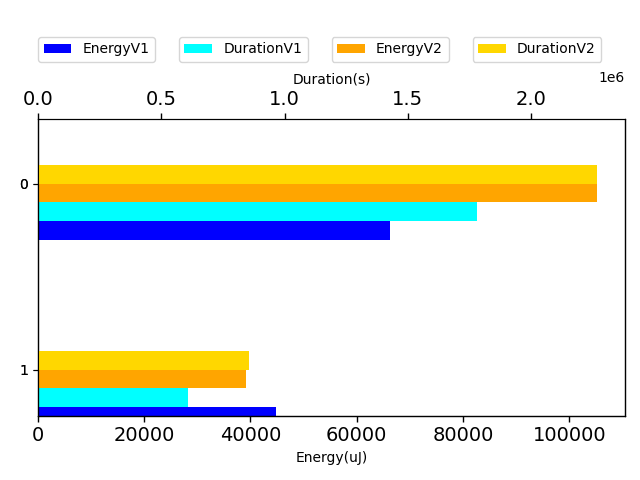 EnergyV1 DurationV1 EnergyV2 DurationV2
Duration(s)
1e6
0.0 0.5 1.0 1.5 2.0
0
1
0 20000 40000 60000 80000 100000
Energy(uJ)